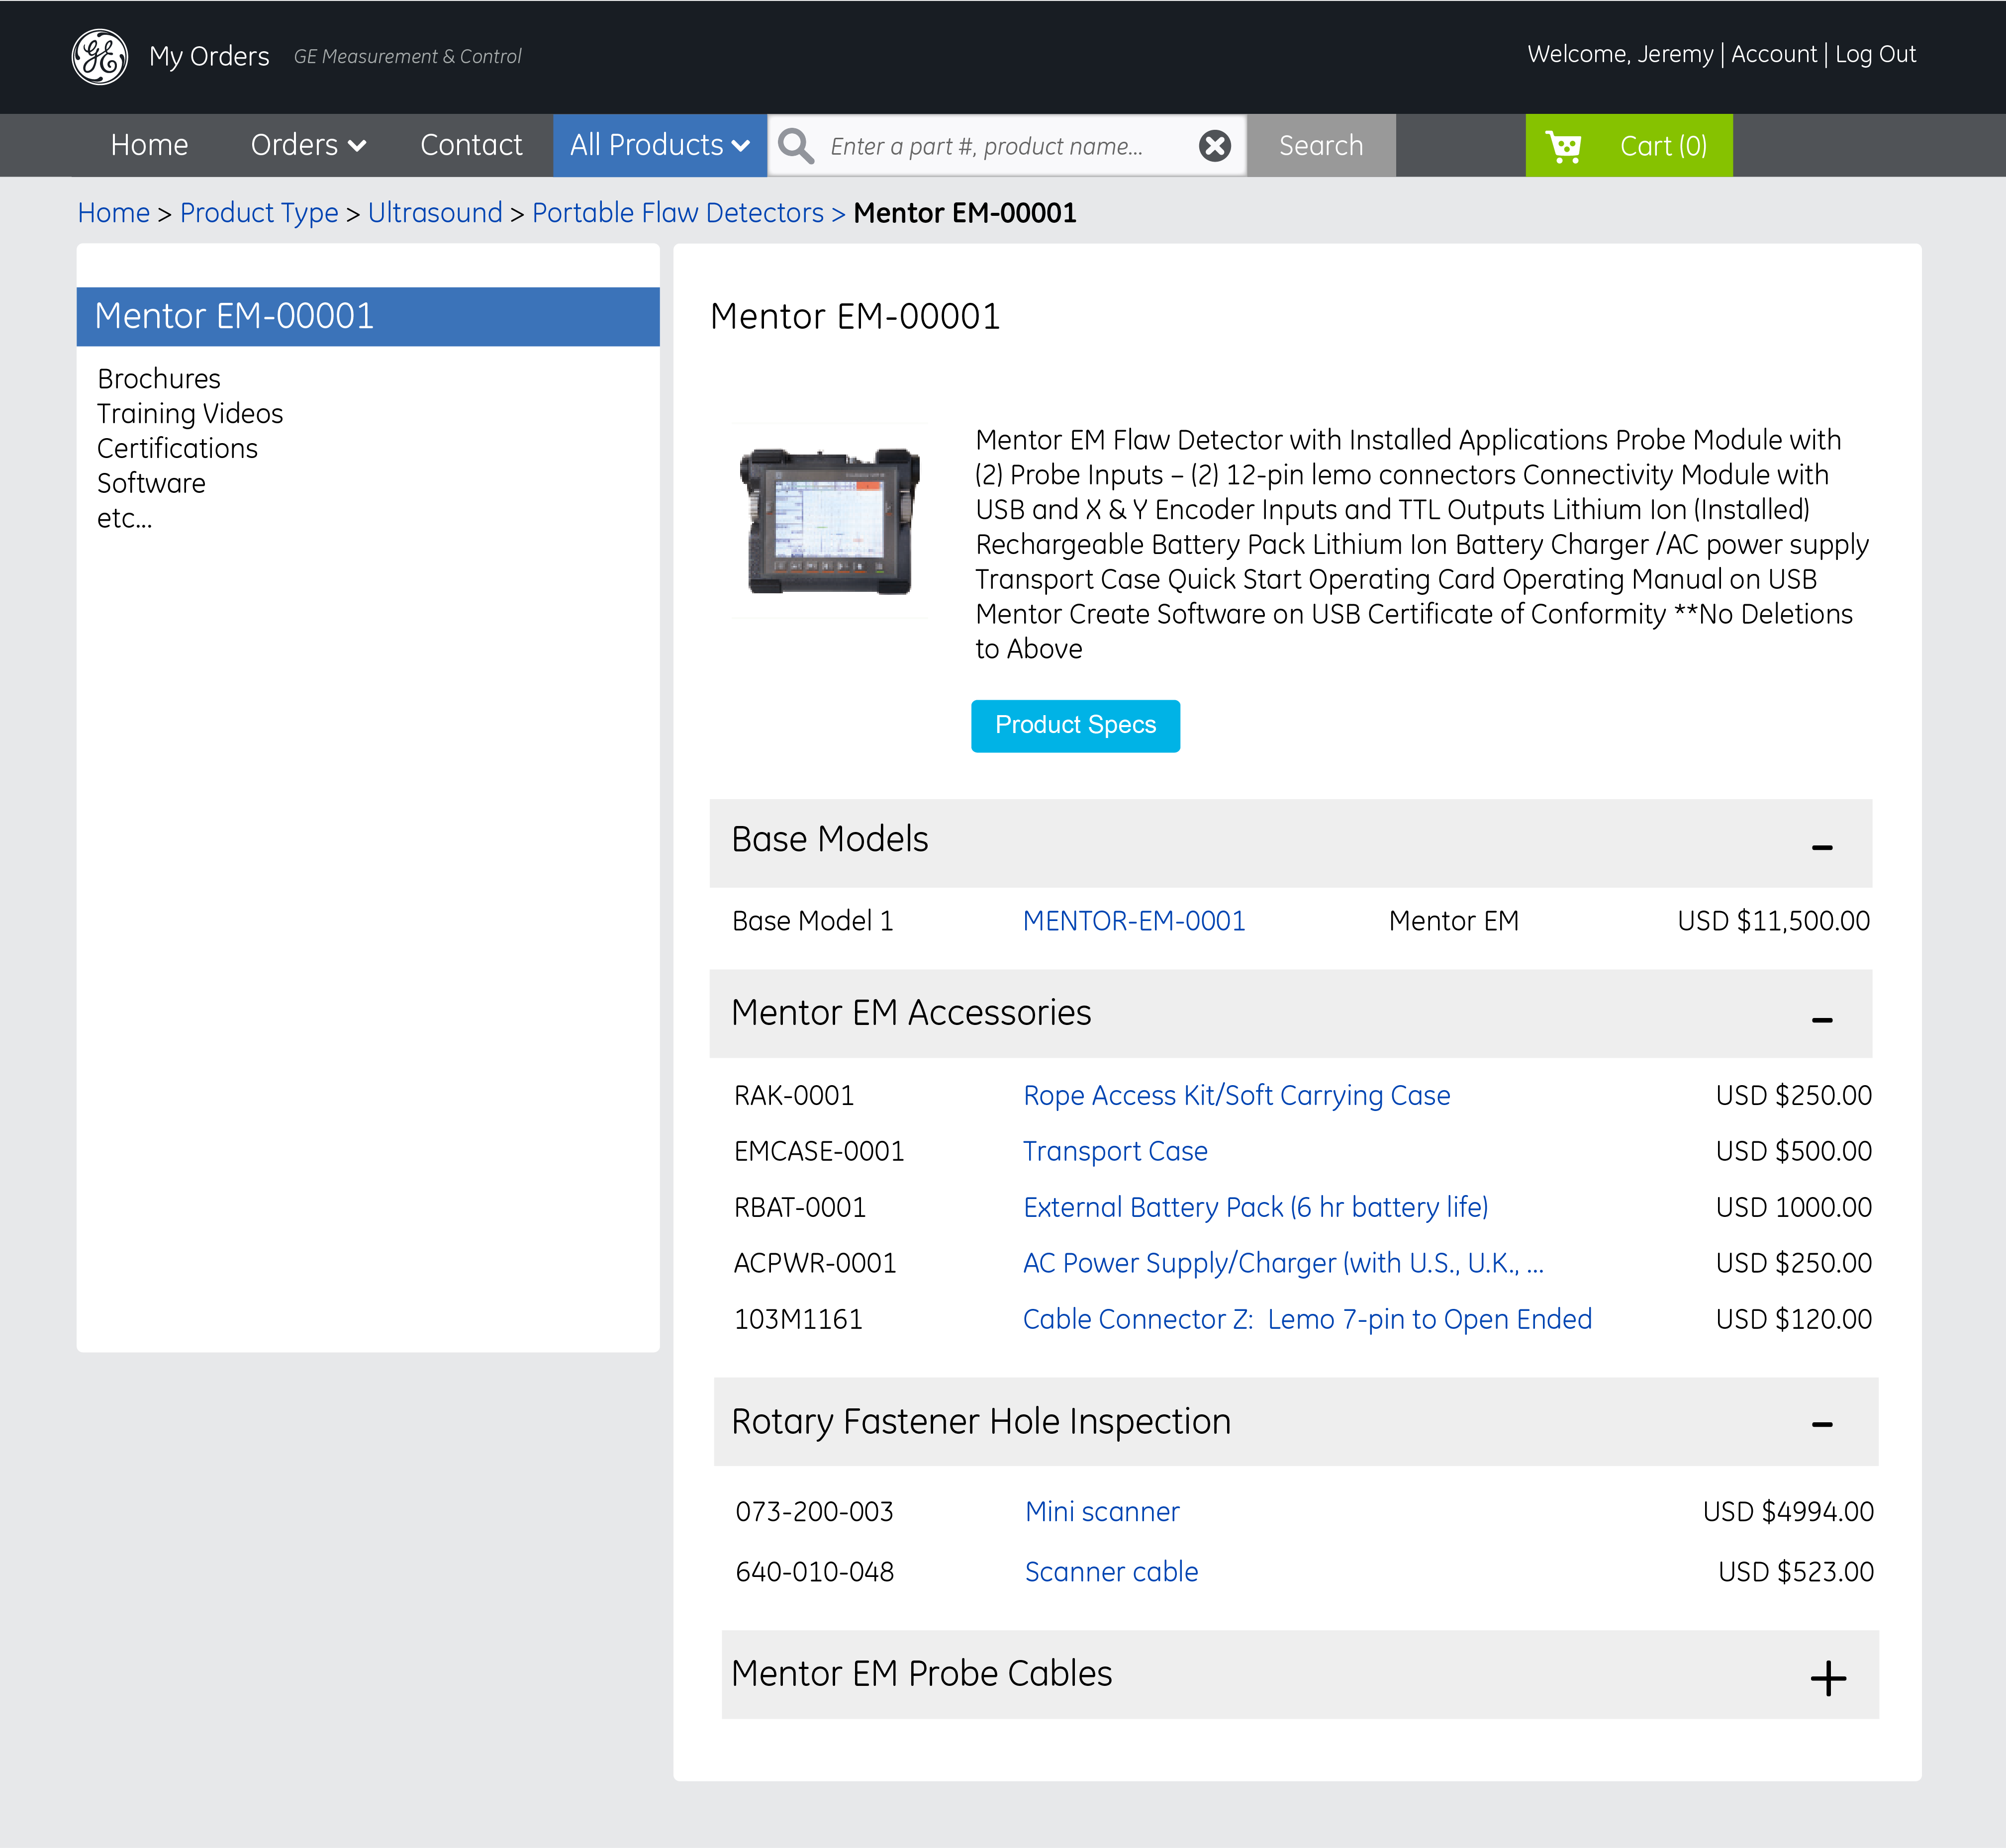 GE My Orders GE Measurement & Control
Welcome, Jeremy | Account | Log Out
Home Orders Contact All Products Enter a part #, product name... Search Cart (0)
Home > Product Type > Ultrasound > Portable Flaw Detectors > Mentor EM-00001
Mentor EM-00001
Brochures
Training Videos
Certifications
Software
etc...
Mentor EM-00001
Mentor EM Flaw Detector with Installed Applications Probe Module with
(2) Probe Inputs – (2) 12-pin lemo connectors Connectivity Module with
USB and X & Y Encoder Inputs and TTL Outputs Lithium Ion (Installed)
Rechargeable Battery Pack Lithium Ion Battery Charger /AC power supply
Transport Case Quick Start Operating Card Operating Manual on USB
Mentor Create Software on USB Certificate of Conformity **No Deletions
to Above
Product Specs
Base Models –
Base Model 1 MENTOR-EM-0001 Mentor EM USD $11,500.00
Mentor EM Accessories –
RAK-0001 Rope Access Kit/Soft Carrying Case USD $250.00
EMCASE-0001 Transport Case USD $500.00
RBAT-0001 External Battery Pack (6 hr battery life) USD 1000.00
ACPWR-0001 AC Power Supply/Charger (with U.S., U.K., ... USD $250.00
103M1161 Cable Connector Z: Lemo 7-pin to Open Ended USD $120.00
Rotary Fastener Hole Inspection –
073-200-003 Mini scanner USD $4994.00
640-010-048 Scanner cable USD $523.00
Mentor EM Probe Cables +